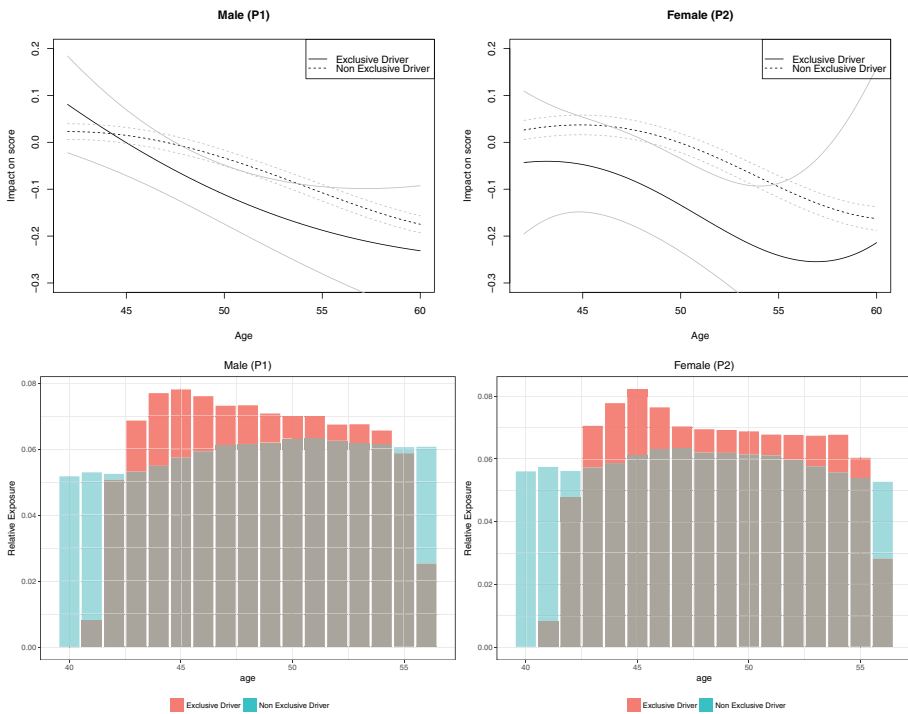 Male (P1)
Impact on score
0.2
0.1
0.0
−0.1
−0.2
−0.3
Exclusive Driver
Non Exclusive Driver
45
50
55
60
Age
Female (P2)
Impact on score
0.2
0.1
0.0
−0.1
−0.2
−0.3
Exclusive Driver
Non Exclusive Driver
45
50
55
60
Age
Male (P1)
Relative Exposure
0.08
0.06
0.04
0.02
0.00
40
45
50
55
age
Exclusive Driver
Non Exclusive Driver
Female (P2)
Relative Exposure
0.08
0.06
0.04
0.02
0.00
40
45
50
55
age
Exclusive Driver
Non Exclusive Driver